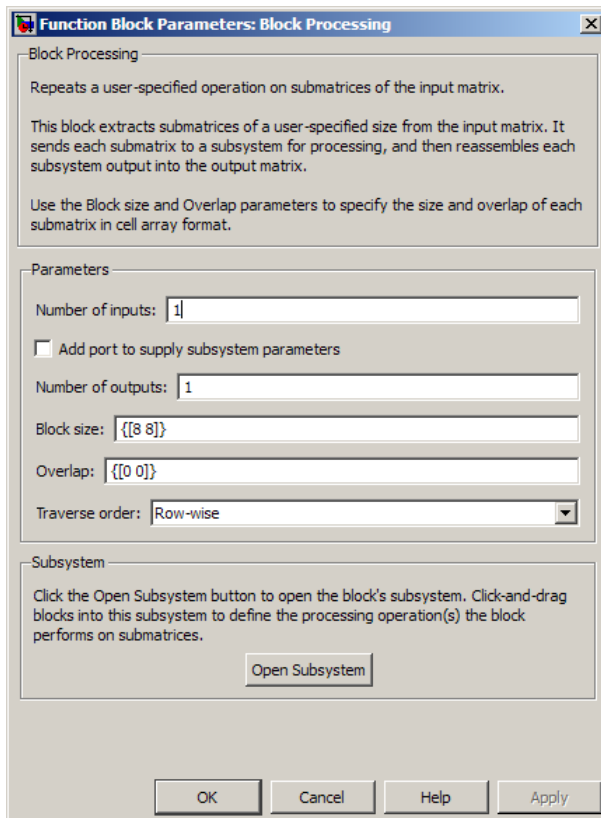 Function Block Parameters: Block Processing
Block Processing
Repeats a user-specified operation on submatrices of the input matrix.
This block extracts submatrices of a user-specified size from the input matrix. It
sends each submatrix to a subsystem for processing, and then reassembles each
subsystem output into the output matrix.
Use the Block size and Overlap parameters to specify the size and overlap of each
submatrix in cell array format.
Parameters
Number of inputs: 1
Add port to supply subsystem parameters
Number of outputs: 1
Block size: {[8 8]}
Overlap: {[0 0]}
Traverse order: Row-wise
Subsystem
Click the Open Subsystem button to open the block's subsystem. Click-and-drag
blocks into this subsystem to define the processing operation(s) the block
performs on submatrices.
Open Subsystem
OK Cancel Help Apply